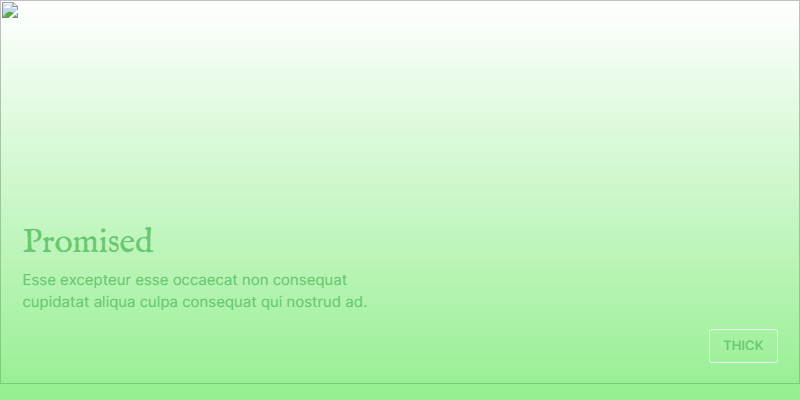 Promised
Esse excepteur esse occaecat non consequat
cupidatat aliqua culpa consequat qui nostrud ad.
THICK